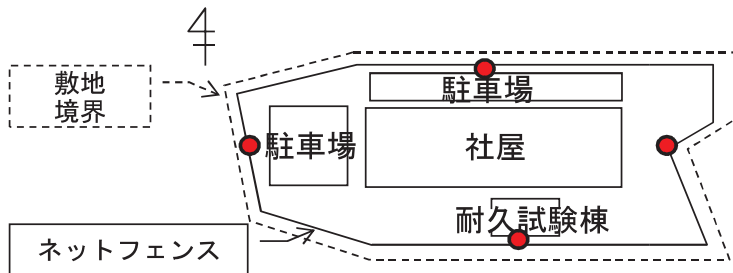 敷地
境界
駐車場
駐車場
社屋
耐久試験棟
ネットフェンス